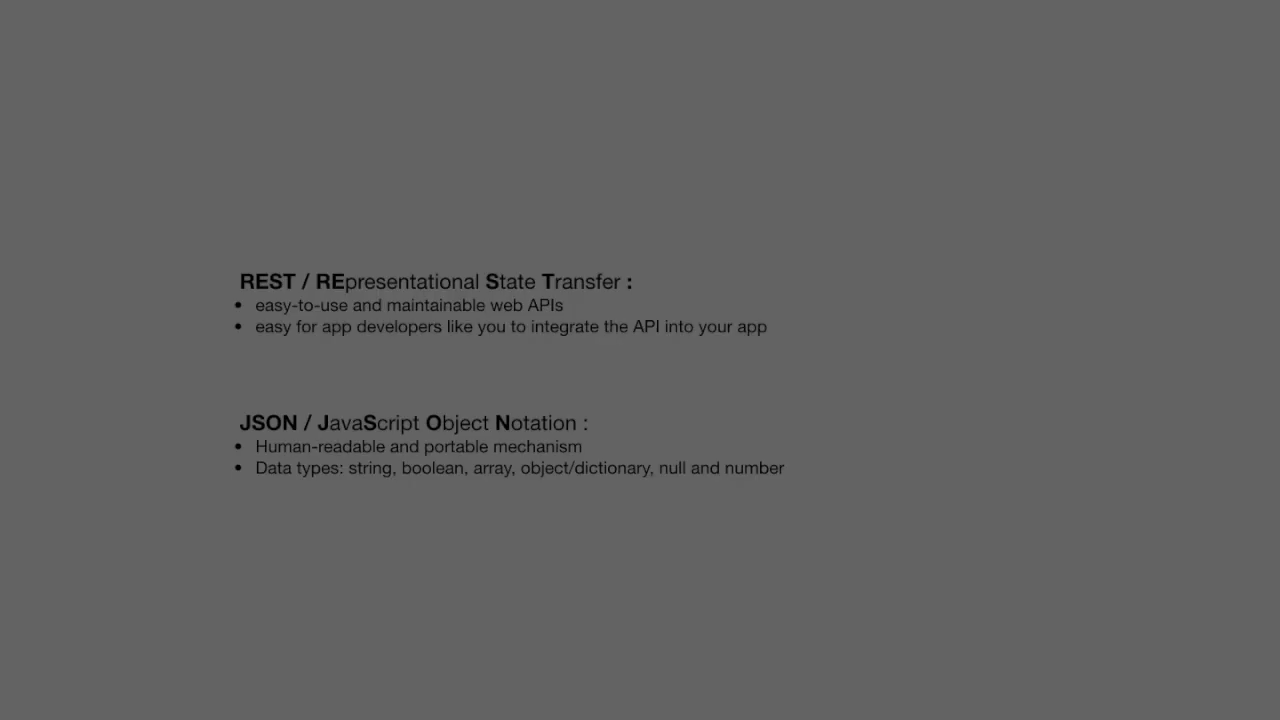 REST / REpresentational State Transfer :
• easy-to-use and maintainable web APIs
• easy for app developers like you to integrate the API into your app
JSON / JavaScript Object Notation :
• Human-readable and portable mechanism
• Data types: string, boolean, array, object/dictionary, null and number